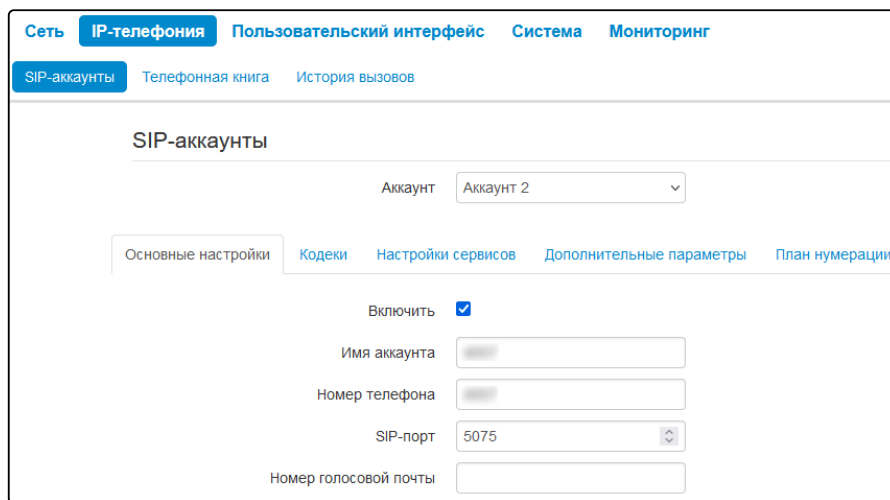 Сеть IP-телефония Пользовательский интерфейс Система Мониторинг
SIP-аккаунты Телефонная книга История вызовов
SIP-аккаунты
Аккаунт Аккаунт 2
Основные настройки Кодеки Настройки сервисов Дополнительные параметры План нумерации
Включить
Имя аккаунта
Номер телефона
SIP-порт 5075
Номер голосовой почты